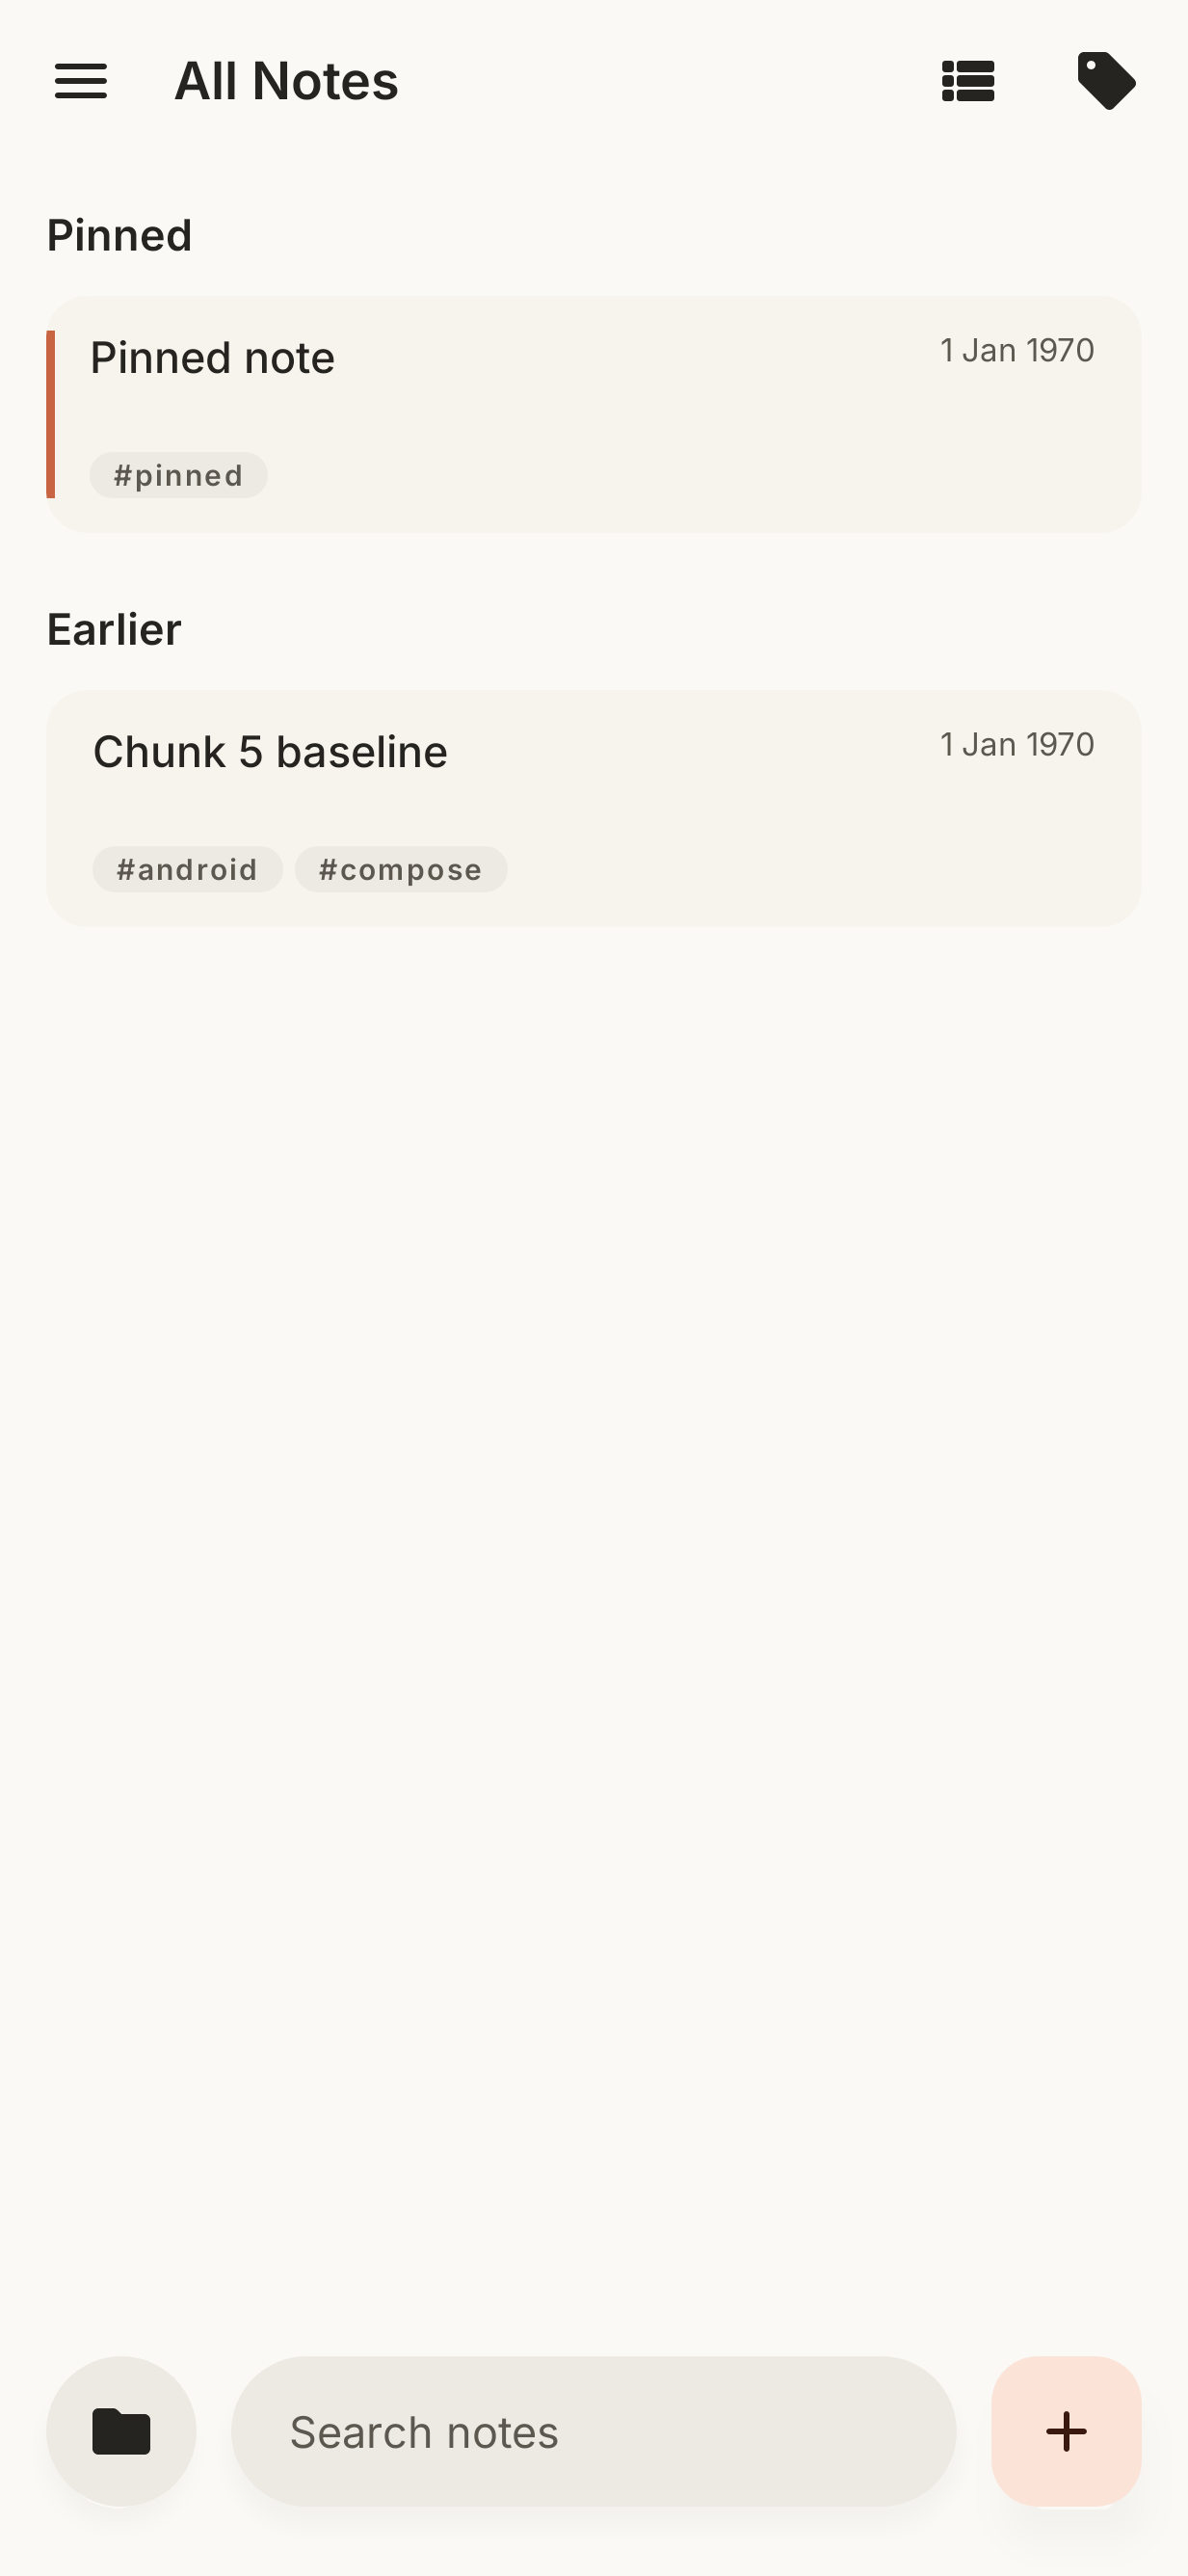 All Notes
Pinned
Pinned note
1 Jan 1970
#pinned
Earlier
Chunk 5 baseline
1 Jan 1970
#android #compose
Search notes